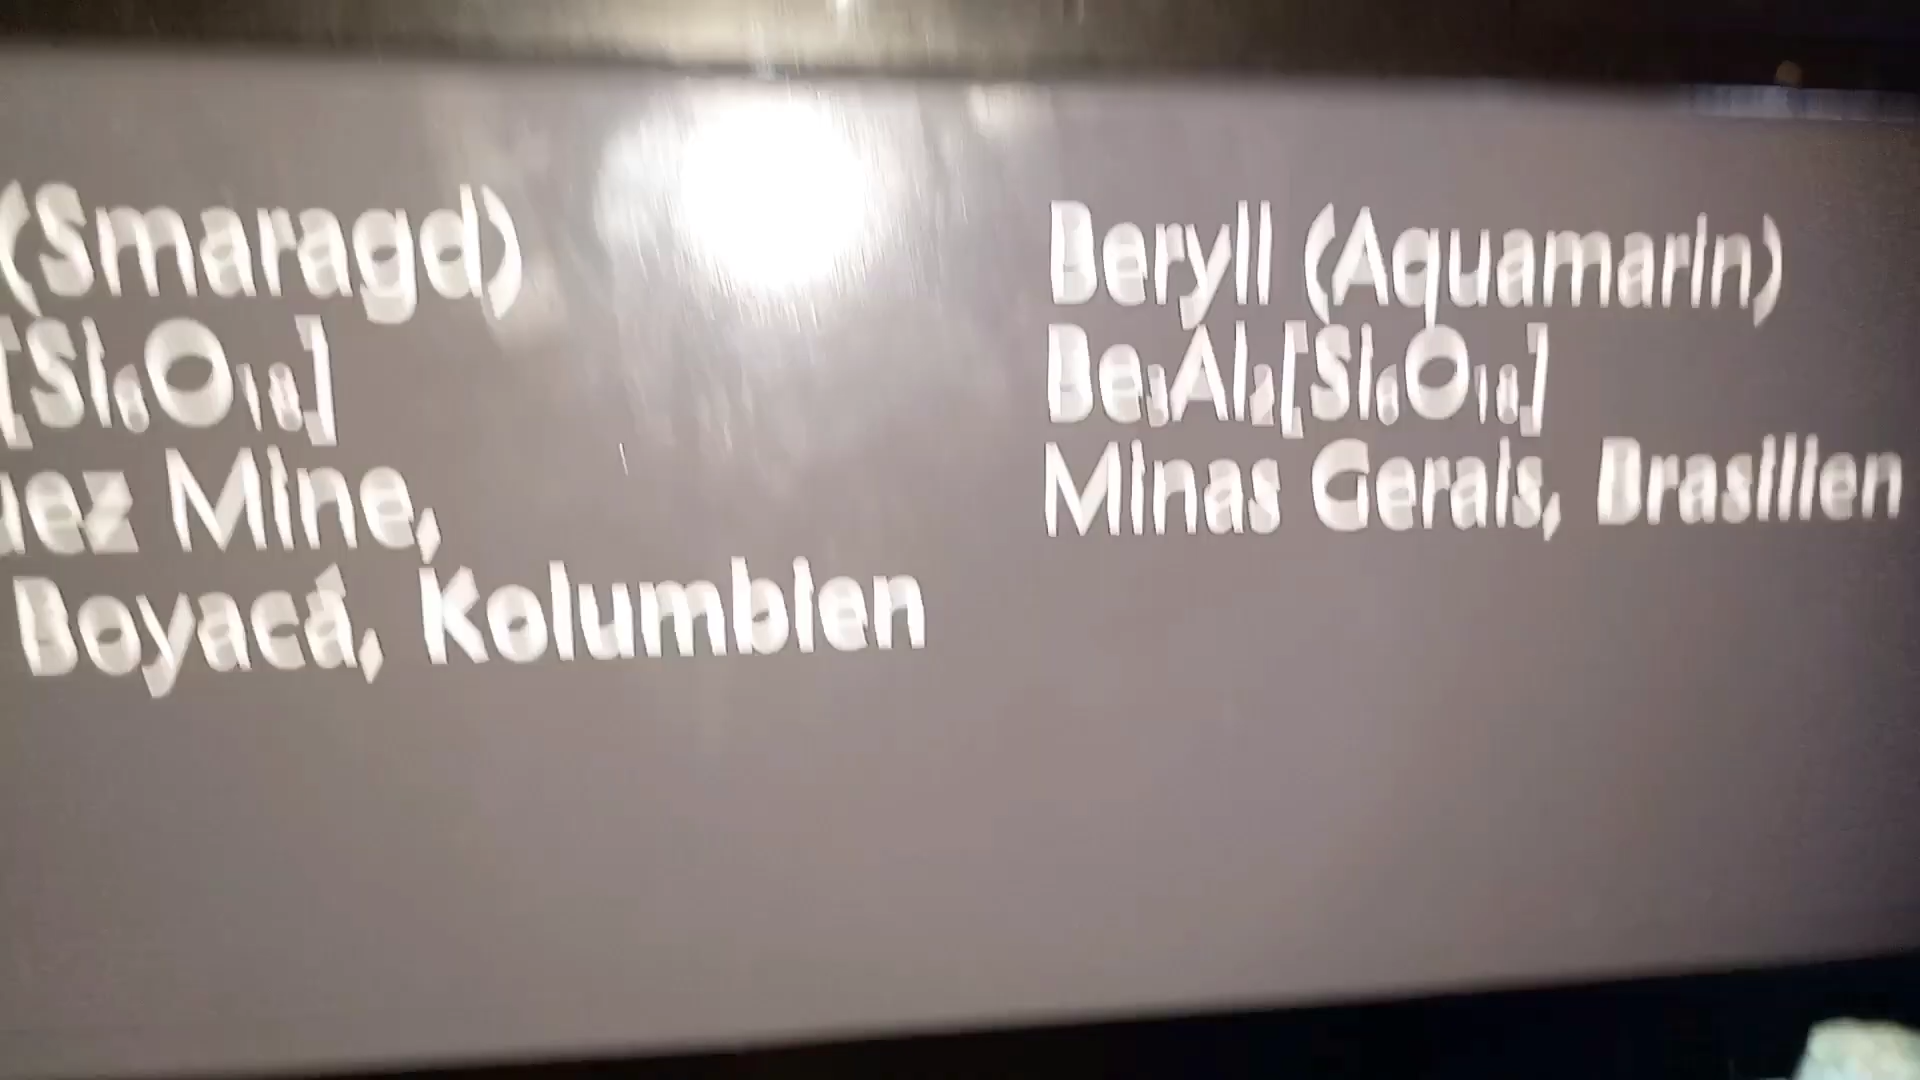 (Smaragd)
[Si₆O₁₈]
Mine,
Boyacá, Kolumbien
Beryll (Aquamarin)
Be₃Al₂[Si₆O₁₈]
Minas Gerais, Brasilien